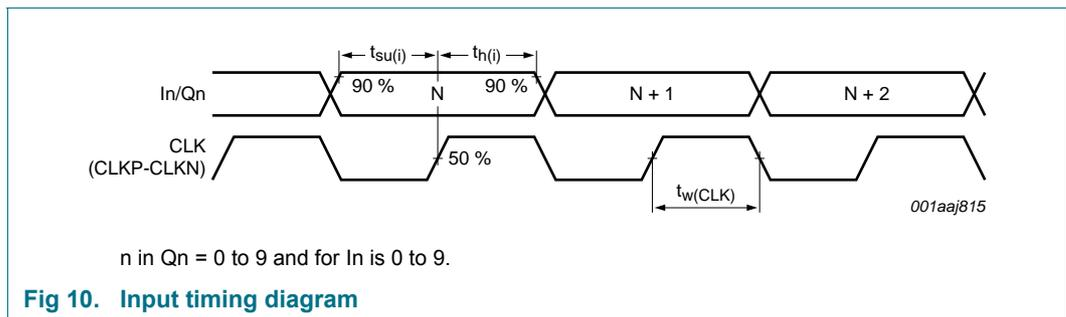 tsu(i) th(i)
In/Qn 90 % N 90 % N + 1 N + 2
CLK
(CLKP-CLKN) 50 %
tw(CLK)
001aaj815
n in Qn = 0 to 9 and for In is 0 to 9.
Fig 10. Input timing diagram